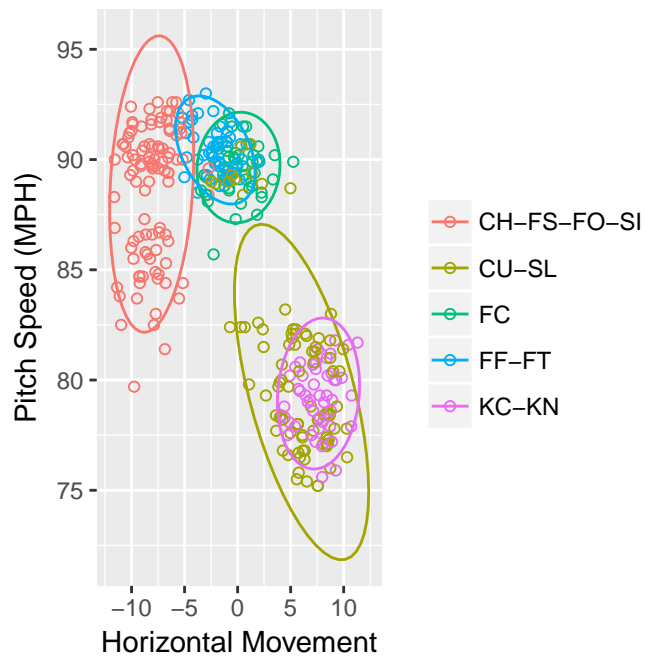 95
90
85
80
75
Pitch Speed (MPH)
−10 −5 0 5 10
Horizontal Movement
CH−FS−FO−SI
CU−SL
FC
FF−FT
KC−KN